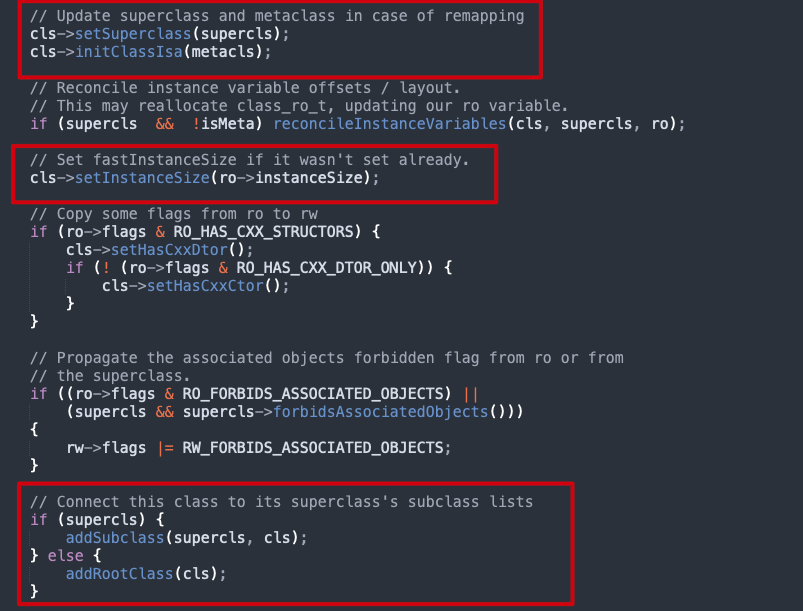 // Update superclass and metaclass in case of remapping
cls->setSuperclass(supercls);
cls->initClassIsa(metacls);
// Reconcile instance variable offsets / layout.
// This may reallocate class_ro_t, updating our ro variable.
if (supercls  &&  !isMeta) reconcileInstanceVariables(cls, supercls, ro);
// Set fastInstanceSize if it wasn't set already.
cls->setInstanceSize(ro->instanceSize);
// Copy some flags from ro to rw
if (ro->flags & RO_HAS_CXX_STRUCTORS) {
    cls->setHasCxxDtor();
    if (! (ro->flags & RO_HAS_CXX_DTOR_ONLY)) {
        cls->setHasCxxCtor();
    }
}
// Propagate the associated objects forbidden flag from ro or from
// the superclass.
if ((ro->flags & RO_FORBIDS_ASSOCIATED_OBJECTS) ||
    (supercls && supercls->forbidsAssociatedObjects()))
{
    rw->flags |= RW_FORBIDS_ASSOCIATED_OBJECTS;
}
// Connect this class to its superclass's subclass lists
if (supercls) {
    addSubclass(supercls, cls);
} else {
    addRootClass(cls);
}